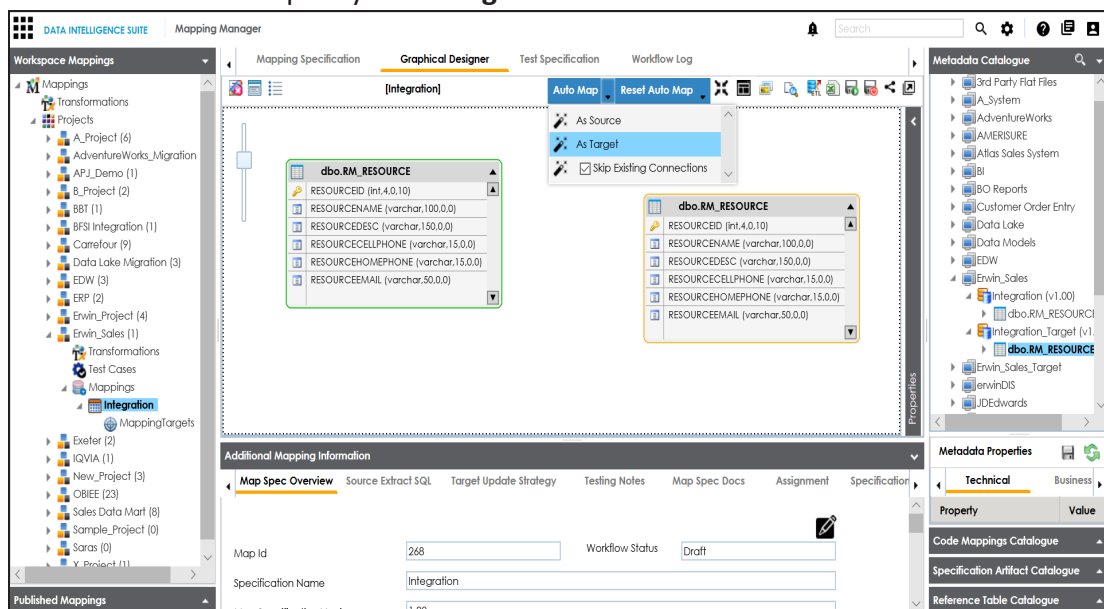 DATA INTELLIGENCE SUITE Mapping Manager
Search
Workspace Mappings
Mappings
Transformations
Projects
A_Project (6)
AdventureWorks_Migration
APJ_Demo (1)
B_Project (2)
BBT (1)
BFSI Integration (1)
Carrefour (9)
Data Lake Migration (3)
EDW (3)
ERP (2)
Erwin_Project (4)
Erwin_Sales (1)
Transformations
Test Cases
Mappings
Integration
MappingTargets
Exeter (2)
IQVIA (1)
New_Project (3)
OBIEE (23)
Sales Data Mart (8)
Sample_Project (0)
Saras (0)
X_Project (11)
Published Mappings
Mapping Specification Graphical Designer Test Specification Workflow Log
[Integration]
Auto Map Reset Auto Map
As Source
As Target
Skip Existing Connections
dbo.RM_RESOURCE
RESOURCEID (int,4,0,10)
RESOURCENAME (varchar,100,0,0)
RESOURCEDESC (varchar,150,0,0)
RESOURCECELLPHONE (varchar,15,0,0)
RESOURCEHOMEPHONE (varchar,15,0,0)
RESOURCEEMAIL (varchar,50,0,0)
dbo.RM_RESOURCE
RESOURCEID (int,4,0,10)
RESOURCENAME (varchar,100,0,0)
RESOURCEDESC (varchar,150,0,0)
RESOURCECELLPHONE (varchar,15,0,0)
RESOURCEHOMEPHONE (varchar,15,0,0)
RESOURCEEMAIL (varchar,50,0,0)
Properties
Additional Mapping Information
Map Spec Overview Source Extract SQL Target Update Strategy Testing Notes Map Spec Docs Assignment Specification
Map Id 268 Workflow Status Draft
Specification Name Integration
Metadata Catalogue
3rd Party Flat Files
A_System
AdventureWorks
AMERISURE
Atlas Sales System
BI
BO Reports
Customer Order Entry
Data Lake
Data Models
EDW
Erwin_Sales
Integration (v1.00)
dbo.RM_RESOURCE
Integration_Target (v1.
dbo.RM_RESOURCE
Erwin_Sales_Target
erwinDIS
JDEdwards
Metadata Properties
Technical Business
Property Value
Code Mappings Catalogue
Specification Artifact Catalogue
Reference Table Catalogue